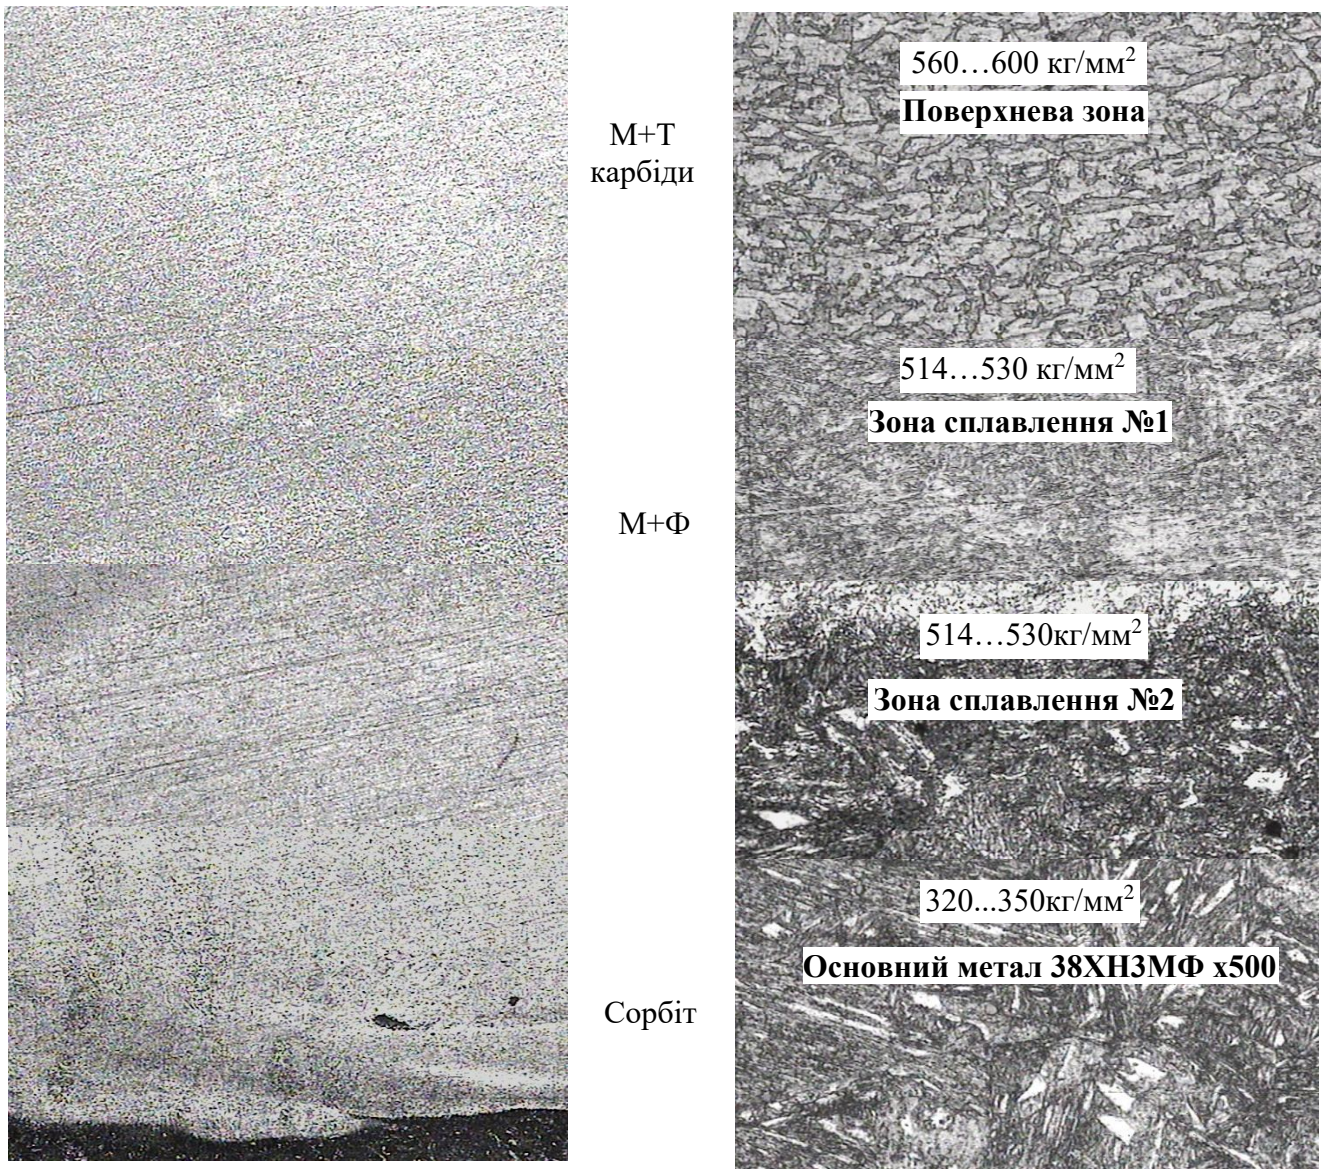 560…600 кг/мм²
Поверхнева зона
М+Т
карбіди
514…530 кг/мм²
Зона сплавлення №1
М+Ф
514…530кг/мм²
Зона сплавлення №2
320...350кг/мм²
Основний метал 38ХН3МФ х500
Сорбіт